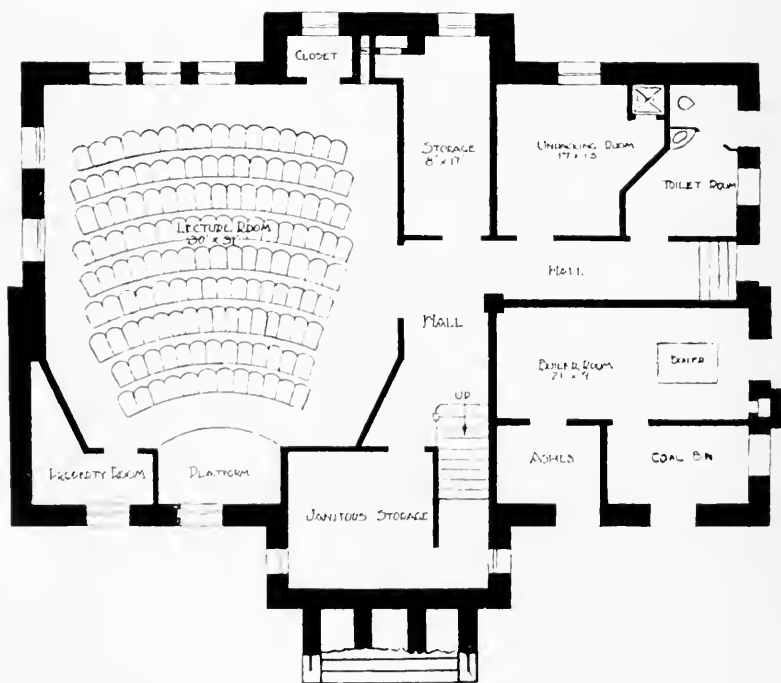 CLOSET
STORAGE
8' x 17'
UNPACKING ROOM
17 x 13
TOILET ROOM
LECTURE ROOM
30' x 31'
HALL
HALL
BOILER ROOM
21' x 9'
BOILER
UP
PROPERTY ROOM
PLATFORM
ASHES
COAL BIN
JANITORS STORAGE